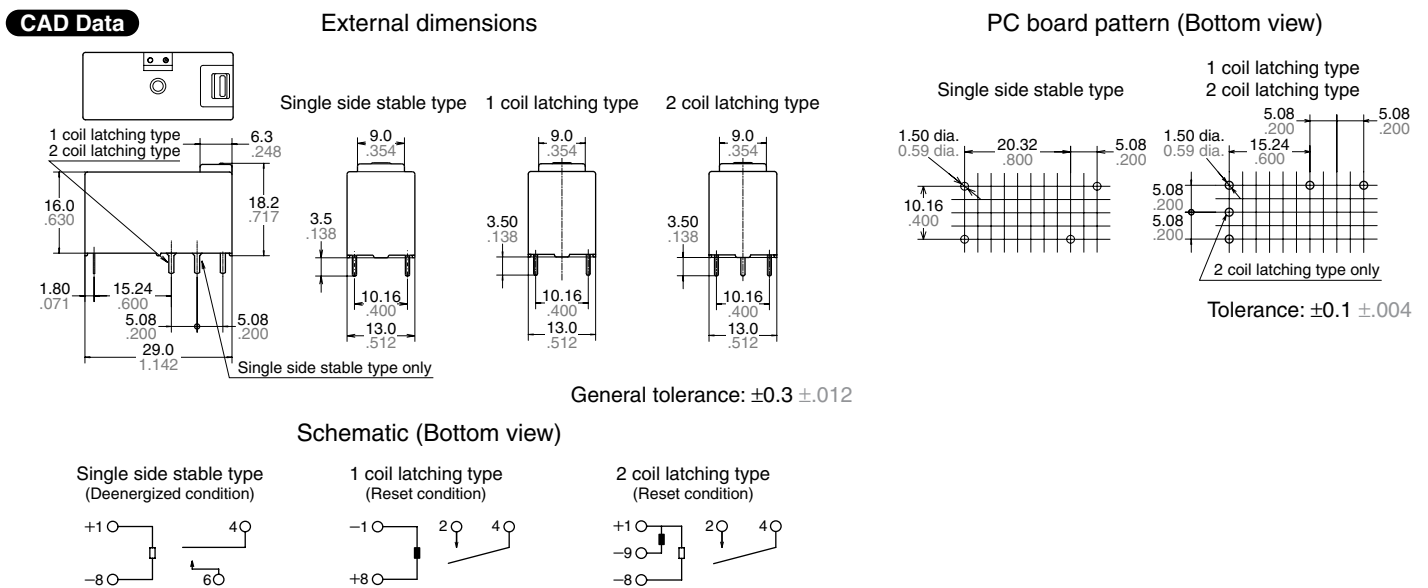 CAD Data
External dimensions
PC board pattern (Bottom view)
1 coil latching type
2 coil latching type
6.3
.248
16.0
.630
18.2
.717
1.80
.071
15.24
.600
5.08
.200
5.08
.200
29.0
1.142
Single side stable type only
Single side stable type
9.0
.354
3.5
.138
10.16
.400
13.0
.512
1 coil latching type
9.0
.354
3.50
.138
10.16
.400
13.0
.512
2 coil latching type
9.0
.354
3.50
.138
10.16
.400
13.0
.512
General tolerance: ±0.3 ±.012
Single side stable type
1.50 dia.
0.59 dia.
20.32
.800
5.08
.200
10.16
.400
1 coil latching type
2 coil latching type
5.08
.200
5.08
.200
1.50 dia.
0.59 dia.
15.24
.600
5.08
.200
5.08
.200
2 coil latching type only
Tolerance: ±0.1 ±.004
Schematic (Bottom view)
Single side stable type
(Deenergized condition)
+1
4
−8
6
1 coil latching type
(Reset condition)
−1
2
4
+8
2 coil latching type
(Reset condition)
+1
2
4
−9
−8